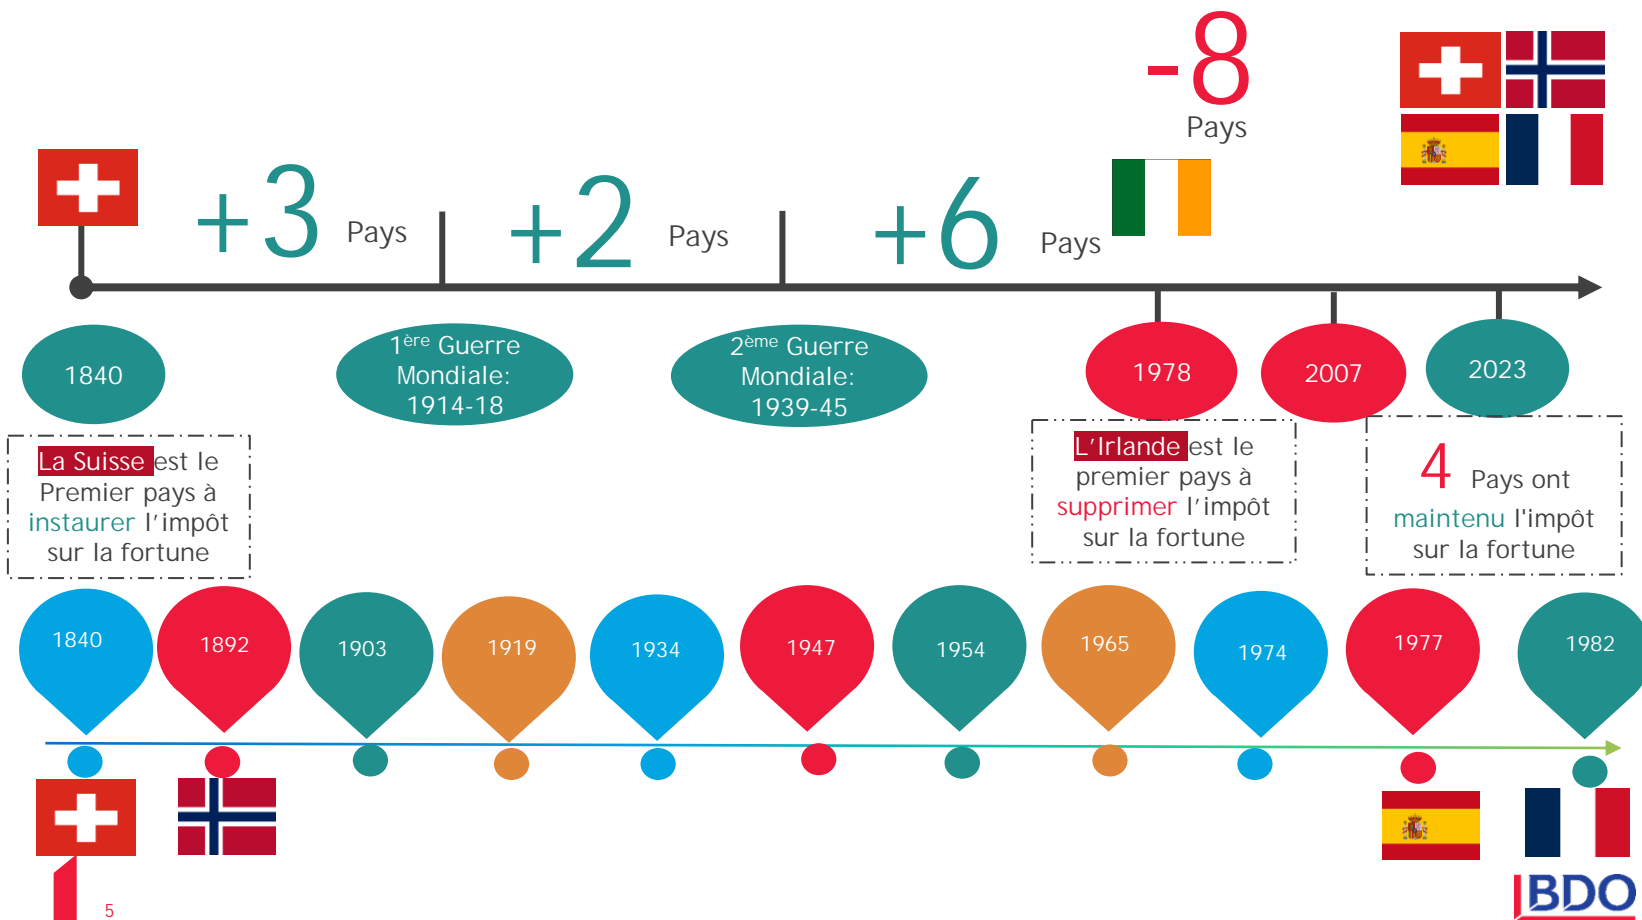 -8
Pays
+3 Pays
+2 Pays
+6 Pays
1840
1ère Guerre
Mondiale:
1914-18
2ème Guerre
Mondiale:
1939-45
1978
2007
2023
La Suisse est le
Premier pays à
instaurer l'impôt
sur la fortune
L'Irlande est le
premier pays à
supprimer l'impôt
sur la fortune
4 Pays ont
maintenu l'impôt
sur la fortune
1840
1892
1903
1919
1934
1947
1954
1965
1974
1977
1982
5
BDO